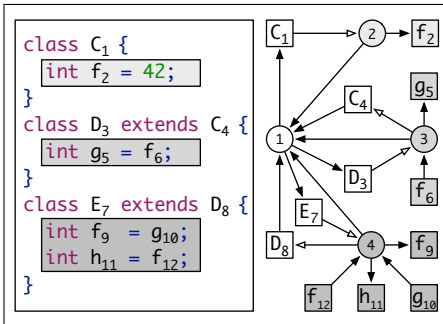 class C₁ {
int f₂ = 42;
}
class D₃ extends C₄ {
int g₅ = f₆;
}
class E₇ extends D₈ {
int f₉ = g₁₀;
int h₁₁ = f₁₂;
}
C₁ 2 f₂
g₅
C₄
1 3
D₃
f₆
E₇
D₈ 4 f₉
f₁₂ h₁₁ g₁₀